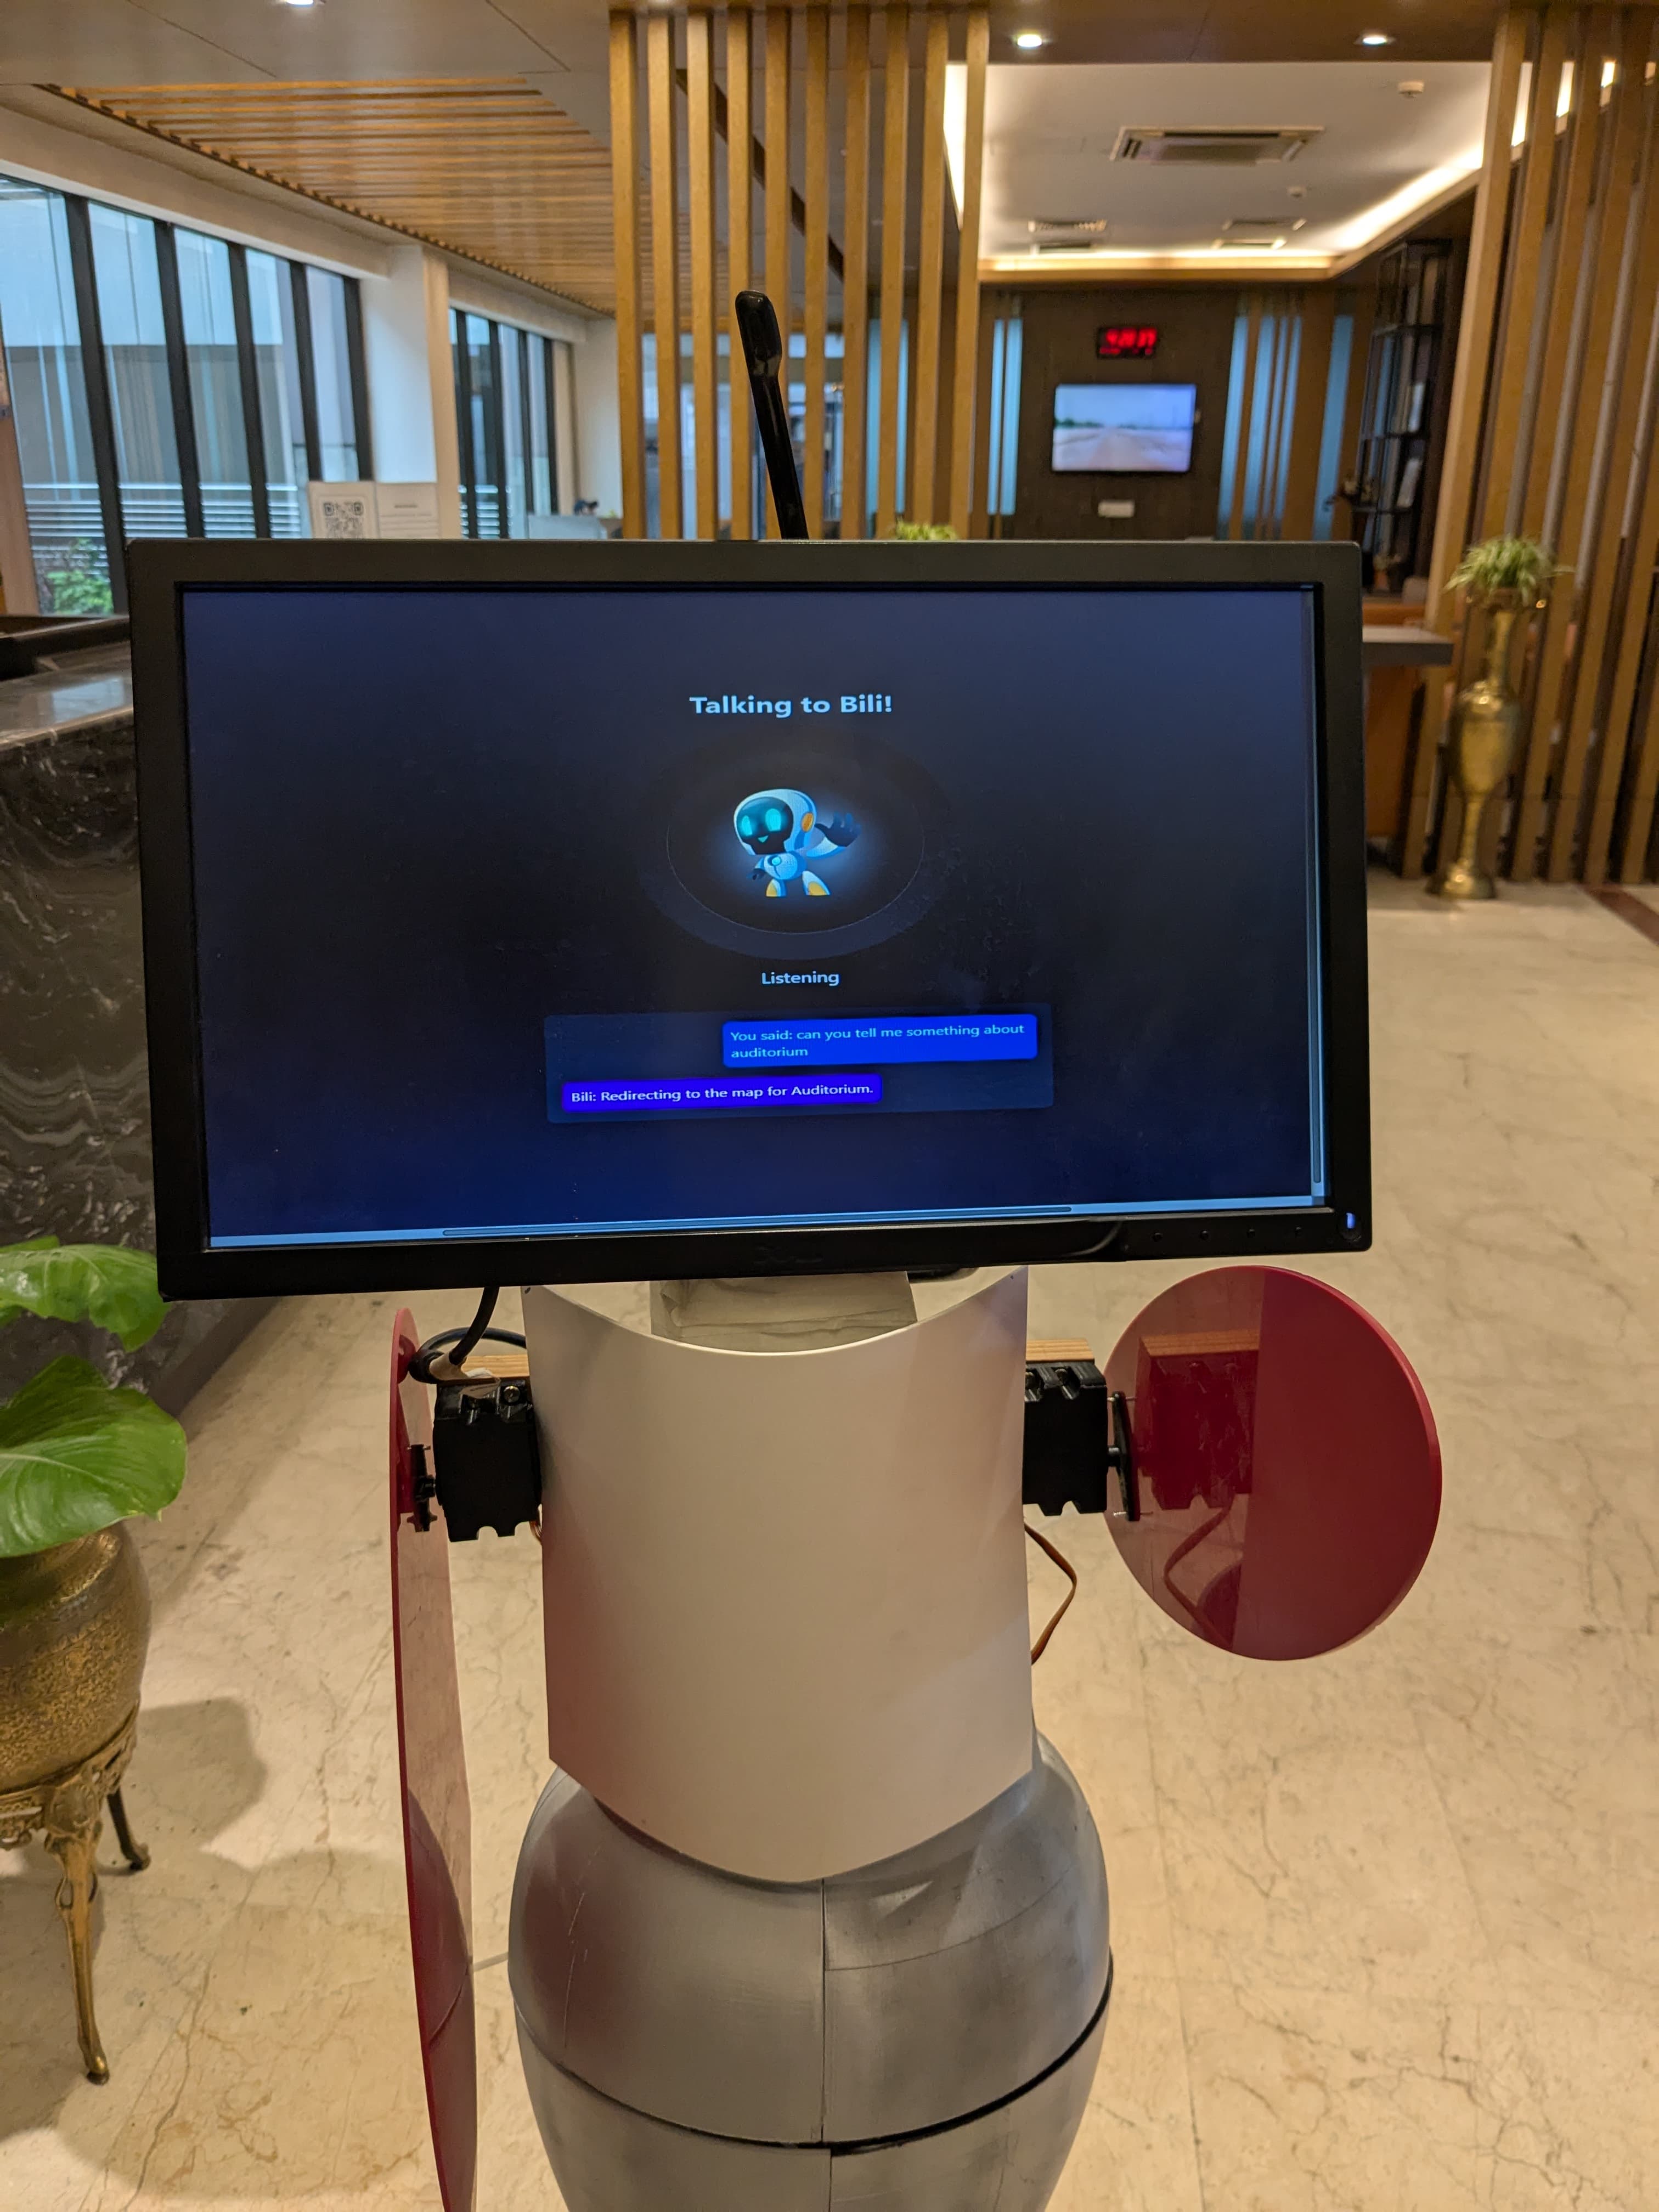 Talking to Bili!
Listening
You said: can you tell me something about
auditorium
Bili: Redirecting to the map for Auditorium.